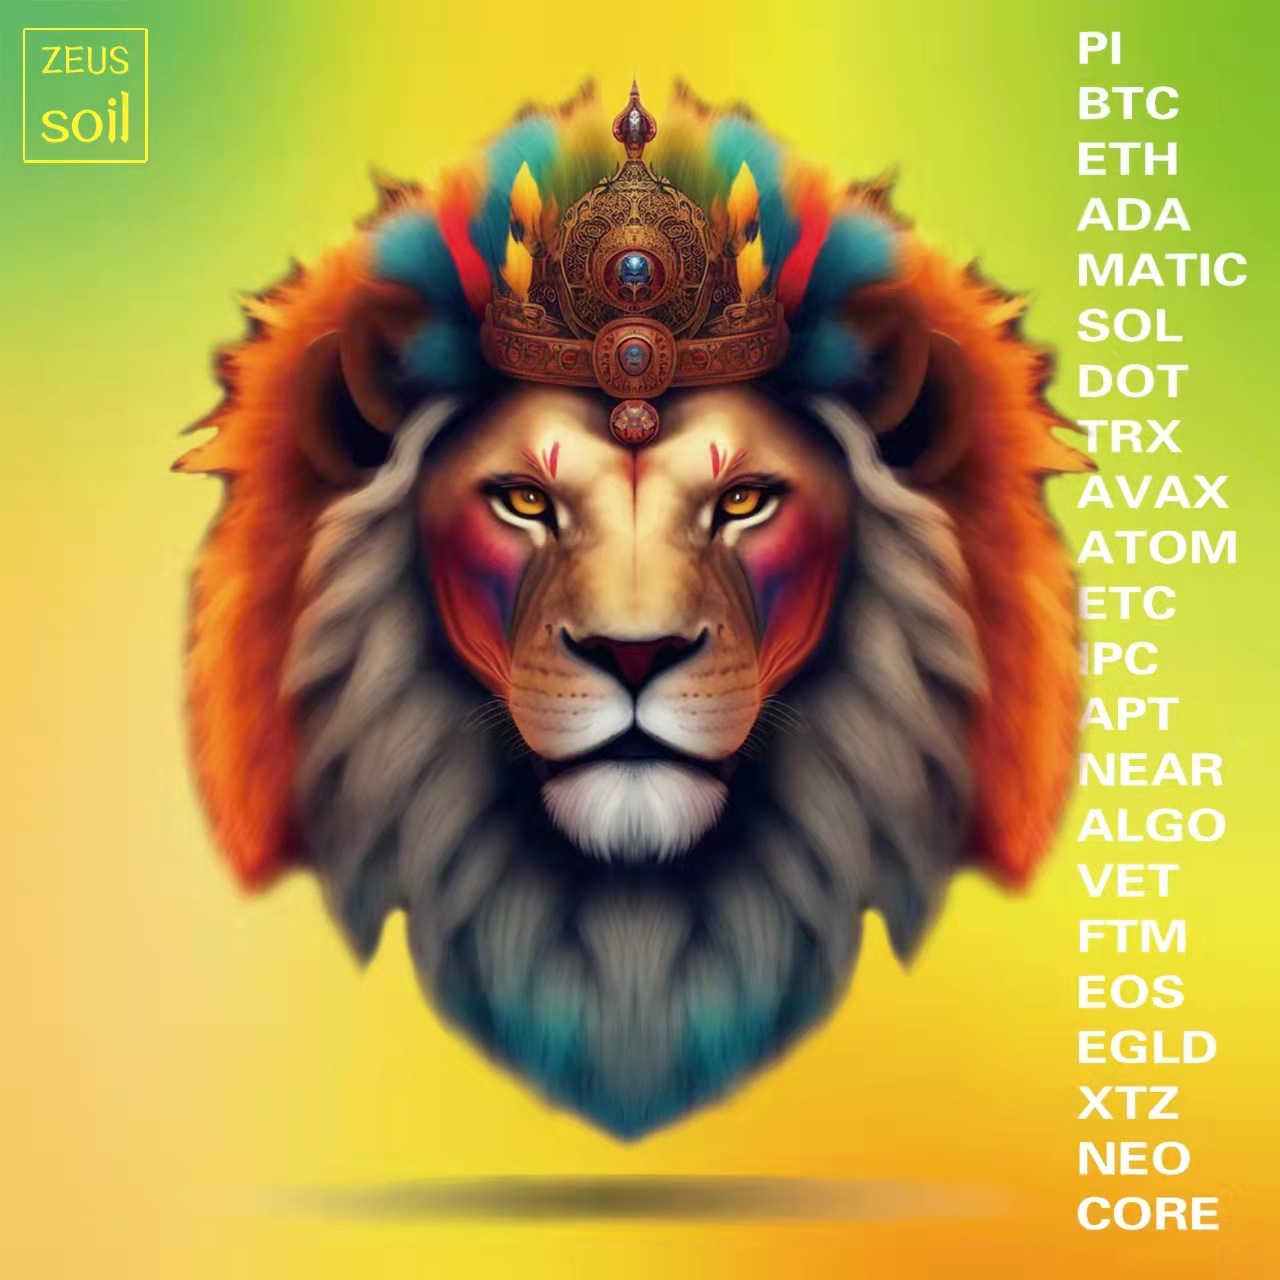 ZEUS
soil
PI
BTC
ETH
ADA
MATIC
SOL
DOT
TRX
AVAX
ATOM
ETC
IPC
APT
NEAR
ALGO
VET
FTM
EOS
EGLD
XTZ
NEO
CORE